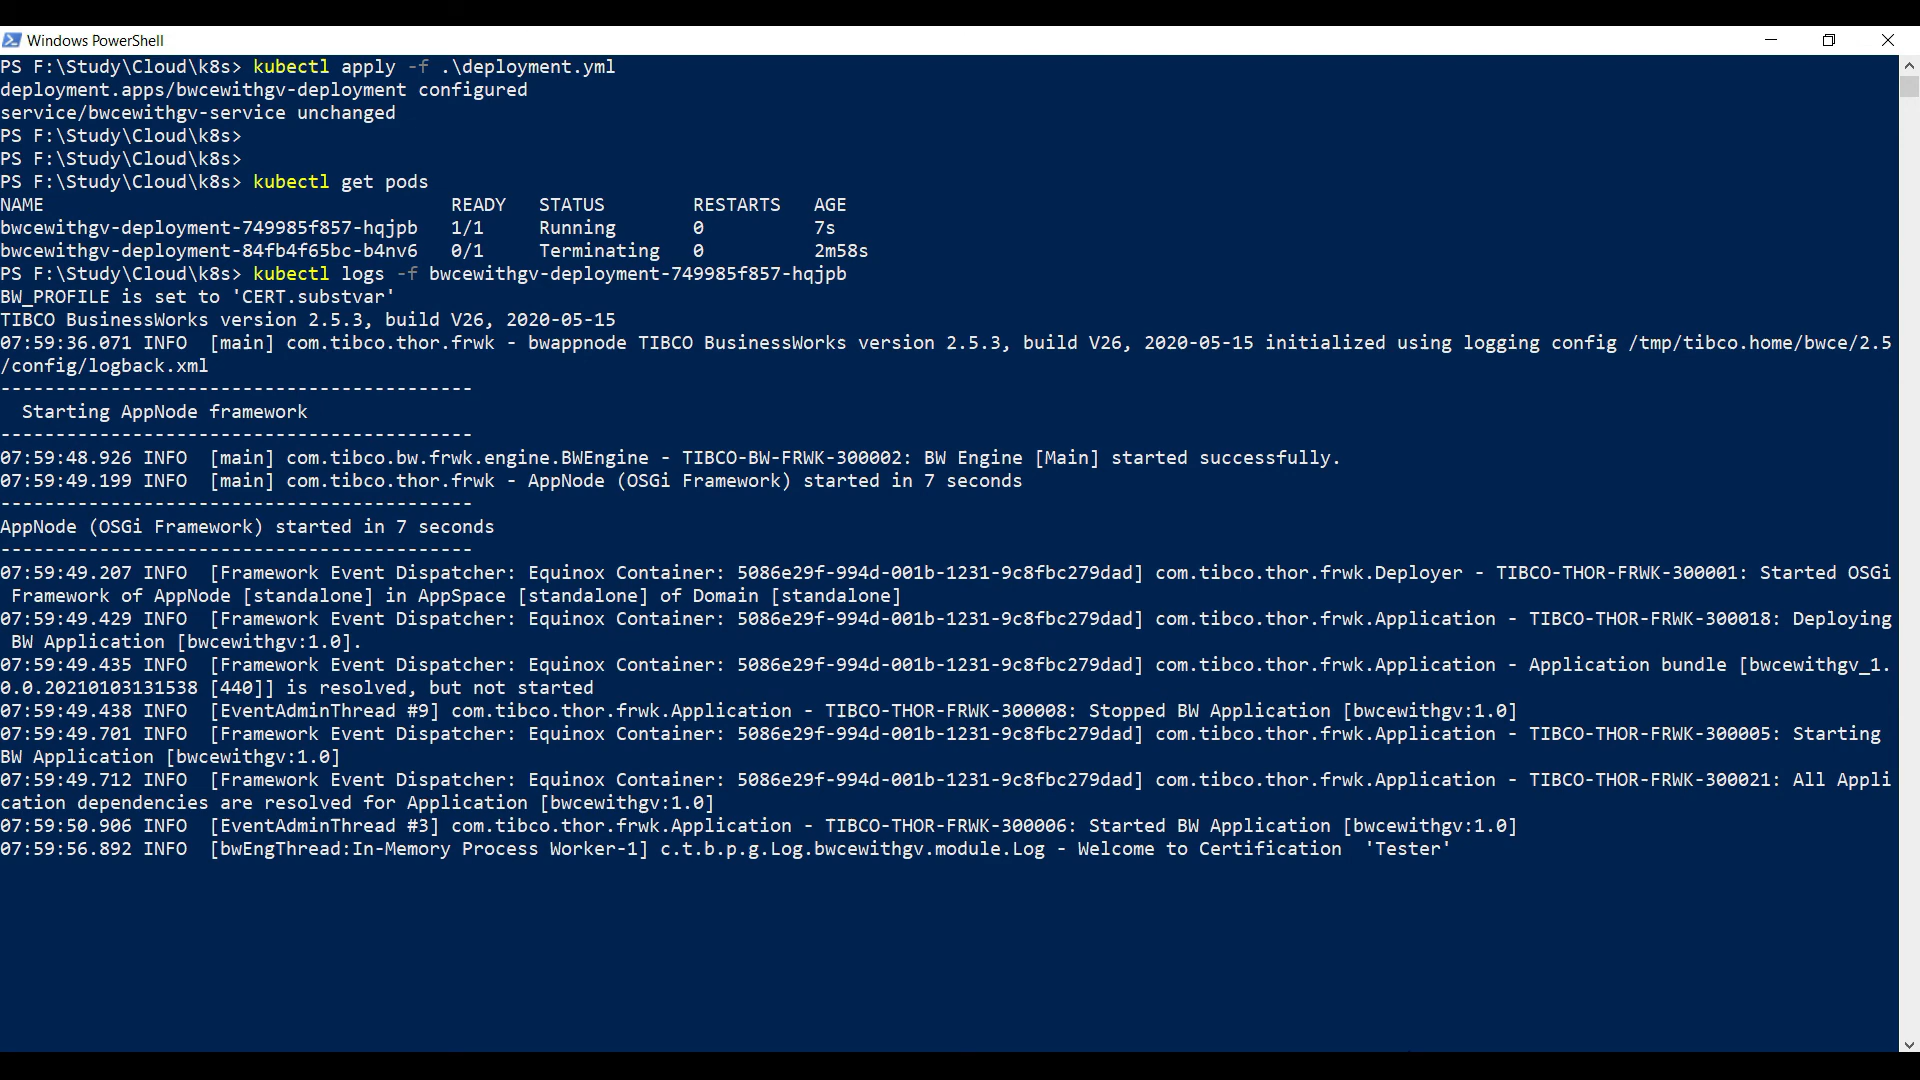 Windows PowerShell
PS F:\Study\Cloud\k8s> kubectl apply -f .\deployment.yml
deployment.apps/bwcewithgv-deployment configured
service/bwcewithgv-service unchanged
PS F:\Study\Cloud\k8s>
PS F:\Study\Cloud\k8s>
PS F:\Study\Cloud\k8s> kubectl get pods
NAME READY STATUS RESTARTS AGE
bwcewithgv-deployment-749985f857-hqjpb 1/1 Running 0 7s
bwcewithgv-deployment-84fb4f65bc-b4nv6 0/1 Terminating 0 2m58s
PS F:\Study\Cloud\k8s> kubectl logs -f bwcewithgv-deployment-749985f857-hqjpb
BW_PROFILE is set to 'CERT.substvar'
TIBCO BusinessWorks version 2.5.3, build V26, 2020-05-15
07:59:36.071 INFO [main] com.tibco.thor.frwk - bwappnode TIBCO BusinessWorks version 2.5.3, build V26, 2020-05-15 initialized using logging config /tmp/tibco.home/bwce/2.5
/config/logback.xml
-------------------------------------------
Starting AppNode framework
-------------------------------------------
07:59:48.926 INFO [main] com.tibco.bw.frwk.engine.BWEngine - TIBCO-BW-FRWK-300002: BW Engine [Main] started successfully.
07:59:49.199 INFO [main] com.tibco.thor.frwk - AppNode (OSGi Framework) started in 7 seconds
-------------------------------------------
AppNode (OSGi Framework) started in 7 seconds
-------------------------------------------
07:59:49.207 INFO [Framework Event Dispatcher: Equinox Container: 5086e29f-994d-001b-1231-9c8fbc279dad] com.tibco.thor.frwk.Deployer - TIBCO-THOR-FRWK-300001: Started OSGi
Framework of AppNode [standalone] in AppSpace [standalone] of Domain [standalone]
07:59:49.429 INFO [Framework Event Dispatcher: Equinox Container: 5086e29f-994d-001b-1231-9c8fbc279dad] com.tibco.thor.frwk.Application - TIBCO-THOR-FRWK-300018: Deploying
BW Application [bwcewithgv:1.0].
07:59:49.435 INFO [Framework Event Dispatcher: Equinox Container: 5086e29f-994d-001b-1231-9c8fbc279dad] com.tibco.thor.frwk.Application - Application bundle [bwcewithgv_1.
0.0.20210103131538 [440]] is resolved, but not started
07:59:49.438 INFO [EventAdminThread #9] com.tibco.thor.frwk.Application - TIBCO-THOR-FRWK-300008: Stopped BW Application [bwcewithgv:1.0]
07:59:49.701 INFO [Framework Event Dispatcher: Equinox Container: 5086e29f-994d-001b-1231-9c8fbc279dad] com.tibco.thor.frwk.Application - TIBCO-THOR-FRWK-300005: Starting
BW Application [bwcewithgv:1.0]
07:59:49.712 INFO [Framework Event Dispatcher: Equinox Container: 5086e29f-994d-001b-1231-9c8fbc279dad] com.tibco.thor.frwk.Application - TIBCO-THOR-FRWK-300021: All Appli
cation dependencies are resolved for Application [bwcewithgv:1.0]
07:59:50.906 INFO [EventAdminThread #3] com.tibco.thor.frwk.Application - TIBCO-THOR-FRWK-300006: Started BW Application [bwcewithgv:1.0]
07:59:56.892 INFO [bwEngThread:In-Memory Process Worker-1] c.t.b.p.g.Log.bwcewithgv.module.Log - Welcome to Certification 'Tester'